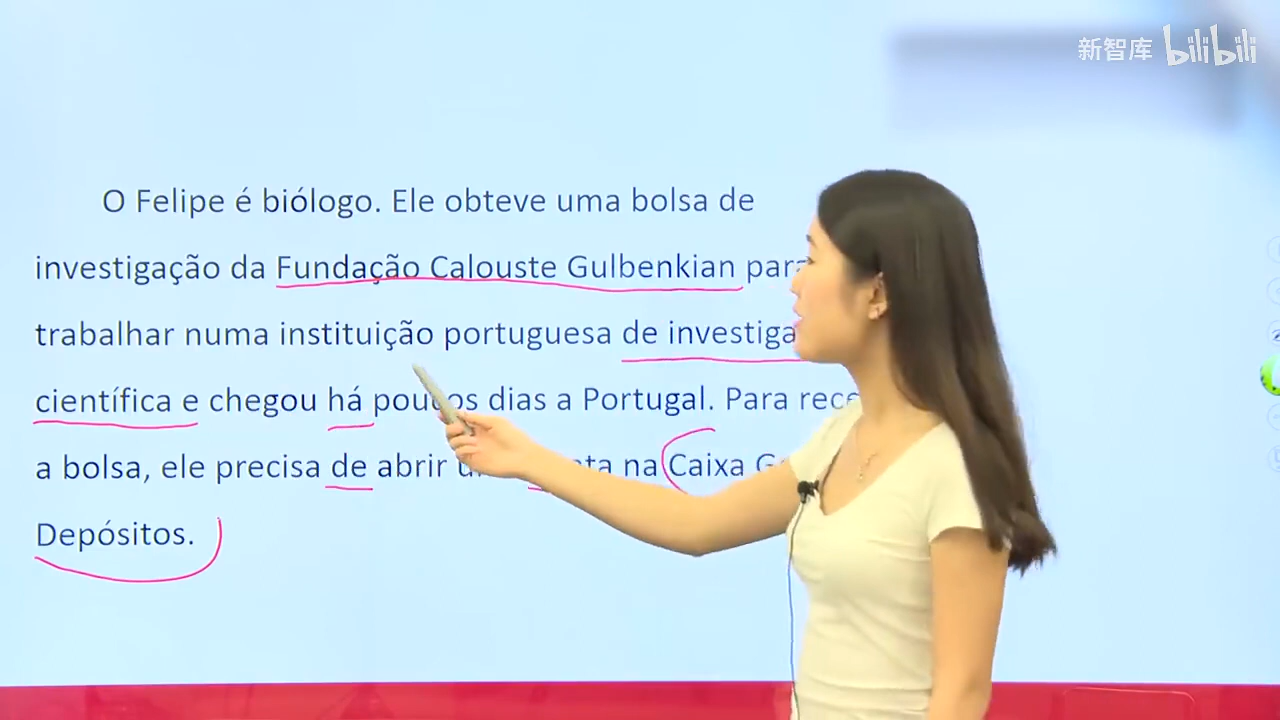 新智库 bilibili
O Felipe é biólogo. Ele obteve uma bolsa de
investigação da Fundação Calouste Gulbenkian
trabalhar numa instituição portuguesa de
científica e chegou há poucos dias a Portugal. Para
a bolsa, ele precisa de abrir na Caixa
Depósitos.